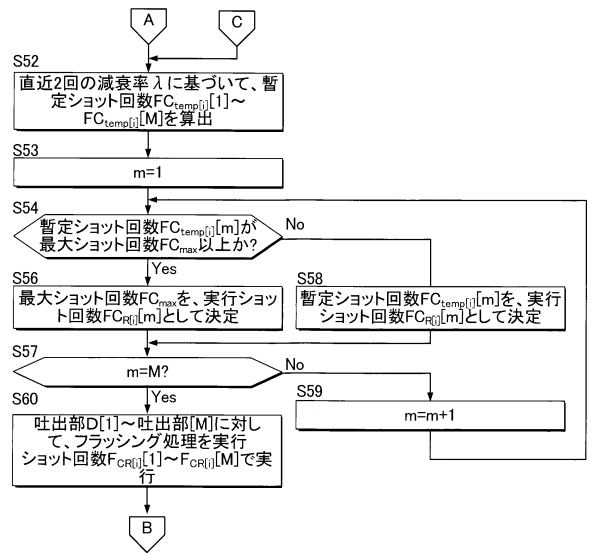 A
C
S52
直近2回の減衰率λに基づいて、暫
定ショット回数FCtemp[i][1]～
FCtemp[i][M]を算出
S53
m=1
S54
暫定ショット回数FCtemp[i][m]が
最大ショット回数FCmax以上か?
No
Yes
S56
最大ショット回数FCmaxを、実行ショッ
ト回数FCR[i][m]として決定
S58
暫定ショット回数FCtemp[i][m]を、実行
ショット回数FCR[i][m]として決定
S57
m=M?
No
Yes
S59
m=m+1
S60
吐出部D[1]～吐出部[M]に対し
て、フラッシング処理を実行
ショット回数FCR[i][1]～FCR[i][M]で実
行
B